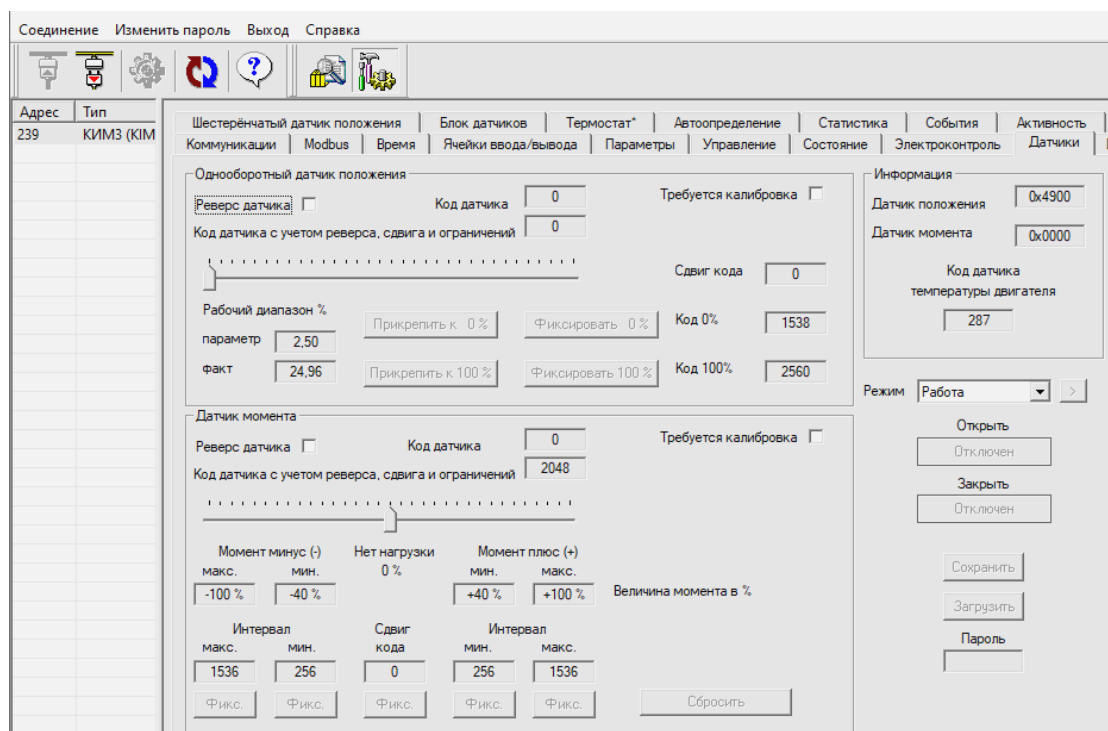 Соединение Изменить пароль Выход Справка
Адрес Тип
239 КИМ3 (KIM
Шестерёнчатый датчик положения Блок датчиков Термостат* Автоопределение Статистика События Активность
Коммуникации Modbus Время Ячейки ввода/вывода Параметры Управление Состояние Электроконтроль Датчики
Однооборотный датчик положения
Реверс датчика Код датчика 0 Требуется калибровка
Код датчика с учетом реверса, сдвига и ограничений 0
Сдвиг кода 0
Рабочий диапазон %
параметр 2,50 Прикрепить к 0 % Фиксировать 0 % Код 0% 1538
факт 24,96 Прикрепить к 100 % Фиксировать 100 % Код 100% 2560
Датчик момента
Реверс датчика Код датчика 0 Требуется калибровка
Код датчика с учетом реверса, сдвига и ограничений 2048
Момент минус (-) Нет нагрузки Момент плюс (+)
макс. мин. 0 % мин. макс.
-100 % -40 % +40 % +100 % Величина момента в %
Интервал Сдвиг Интервал
макс. мин. кода мин. макс.
1536 256 0 256 1536
Фикс. Фикс. Фикс. Фикс. Фикс. Сбросить
Информация
Датчик положения 0x4900
Датчик момента 0x0000
Код датчика
температуры двигателя
287
Режим Работа >
Открыть
Отключен
Закрыть
Отключен
Сохранить
Загрузить
Пароль